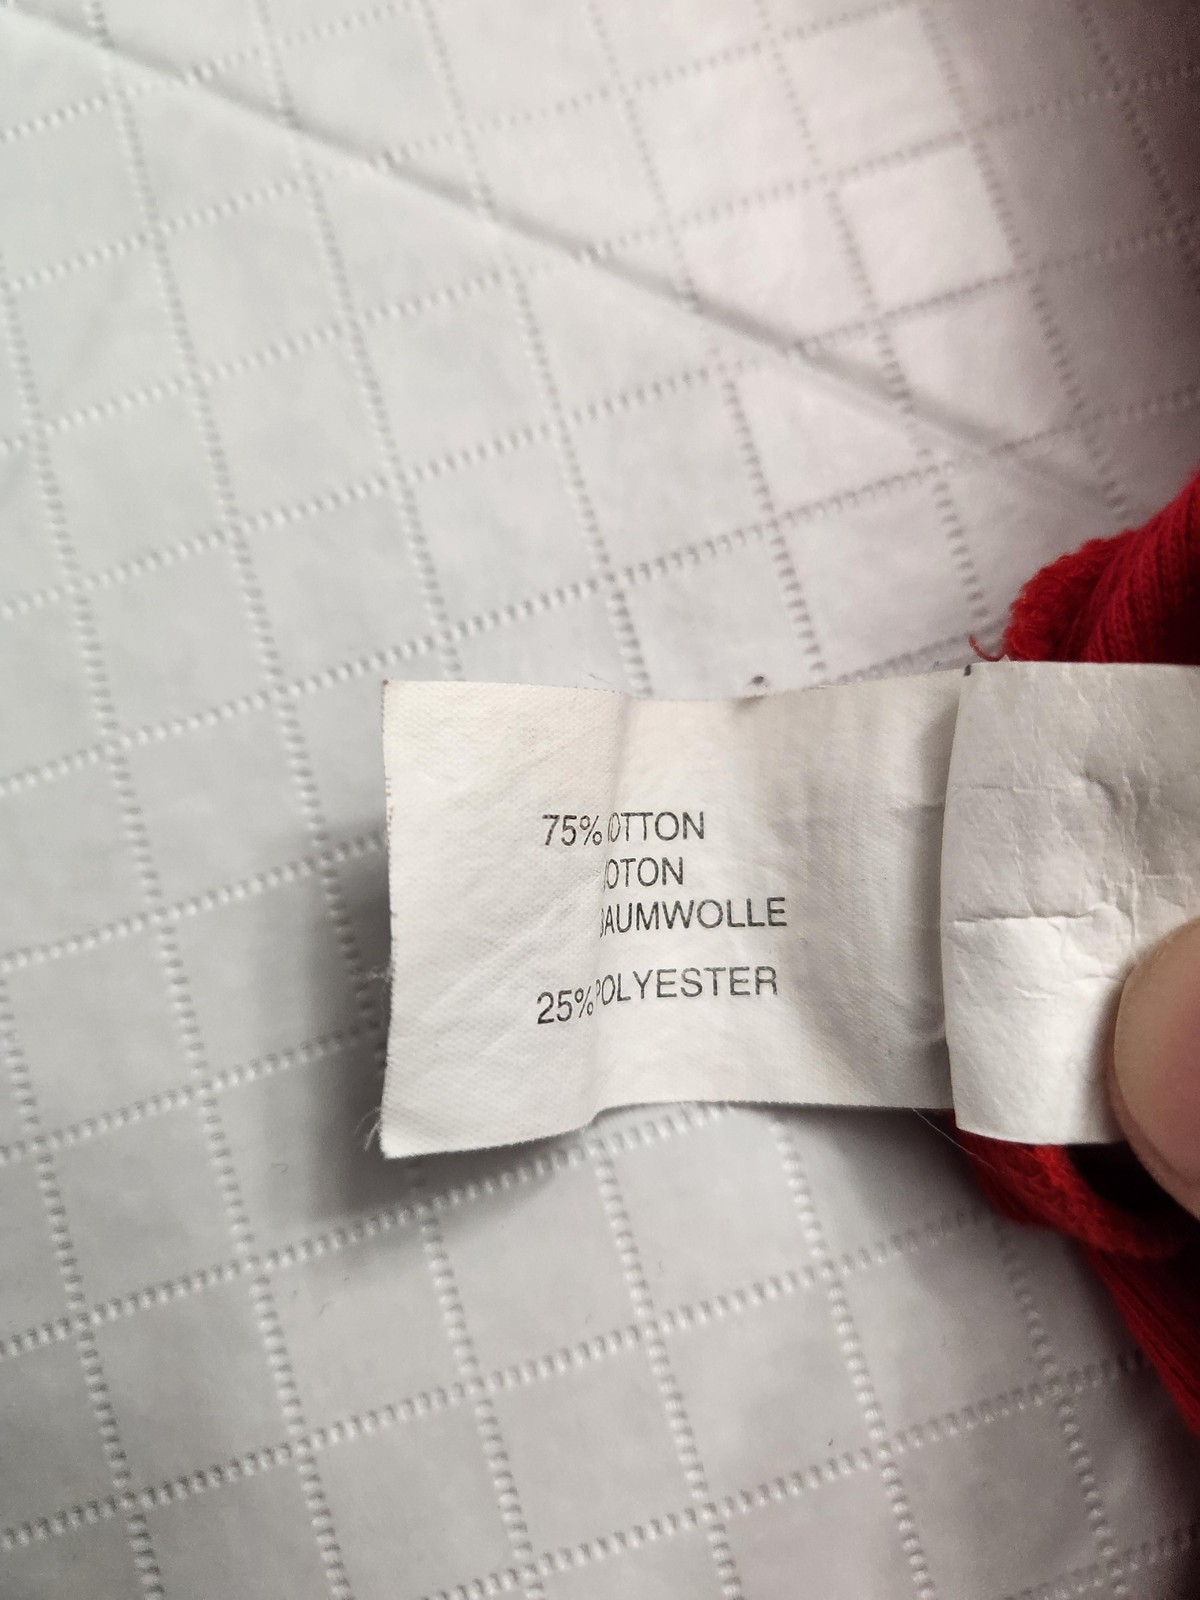 75% COTTON
COTON
BAUMWOLLE
25% POLYESTER